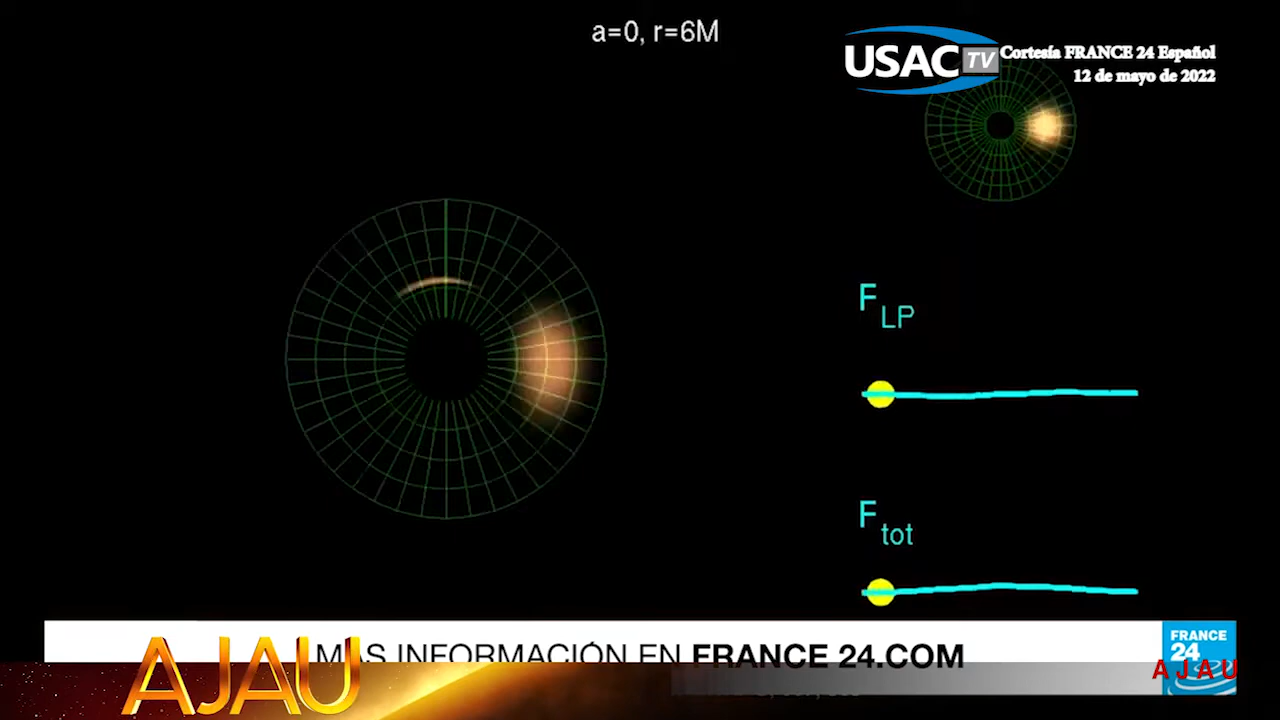 a=0, r=6M
USAC TV
Cortesía FRANCE 24 Español
12 de mayo de 2022
F LP
F tot
MÁS INFORMACIÓN EN FRANCE 24.COM
FRANCE
24
AJAU
AJAU